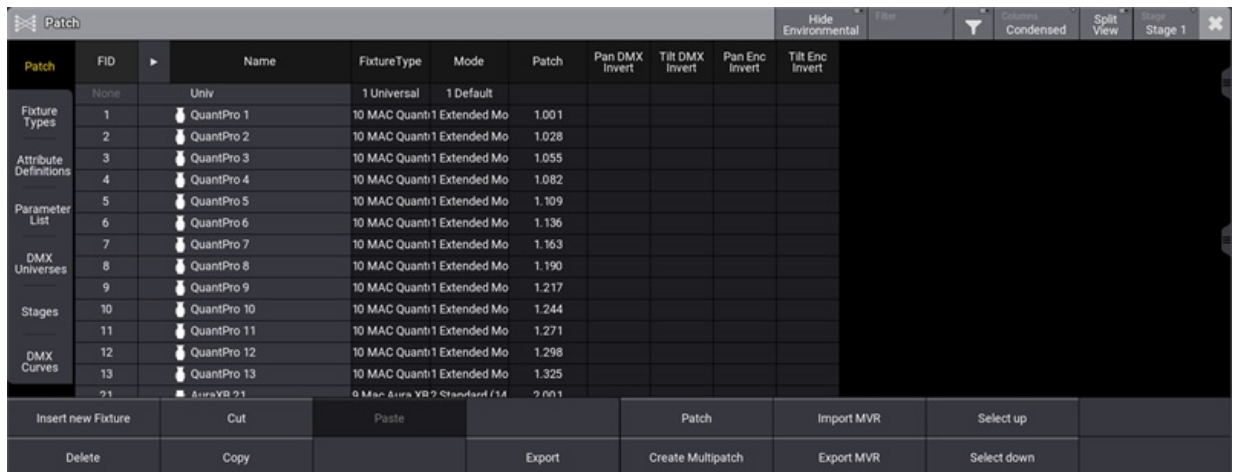 Patch
Hide Environmental
Filter
Columns
Condensed
Split View
Stage
Stage 1
Patch
Fixture Types
Attribute Definitions
Parameter List
DMX Universes
Stages
DMX Curves
FID Name FixtureType Mode Patch Pan DMX Invert Tilt DMX Invert Pan Enc Invert Tilt Enc Invert
None Univ 1 Universal 1 Default
1 QuantPro 1 10 MAC Quant 1 Extended Mo 1.001
2 QuantPro 2 10 MAC Quant 1 Extended Mo 1.028
3 QuantPro 3 10 MAC Quant 1 Extended Mo 1.055
4 QuantPro 4 10 MAC Quant 1 Extended Mo 1.082
5 QuantPro 5 10 MAC Quant 1 Extended Mo 1.109
6 QuantPro 6 10 MAC Quant 1 Extended Mo 1.136
7 QuantPro 7 10 MAC Quant 1 Extended Mo 1.163
8 QuantPro 8 10 MAC Quant 1 Extended Mo 1.190
9 QuantPro 9 10 MAC Quant 1 Extended Mo 1.217
10 QuantPro 10 10 MAC Quant 1 Extended Mo 1.244
11 QuantPro 11 10 MAC Quant 1 Extended Mo 1.271
12 QuantPro 12 10 MAC Quant 1 Extended Mo 1.298
13 QuantPro 13 10 MAC Quant 1 Extended Mo 1.325
21 AuraXB 21 9 Mac Aura XB 2 Standard (14 2.001
Insert new Fixture Cut Paste Patch Import MVR Select up
Delete Copy Export Create Multipatch Export MVR Select down